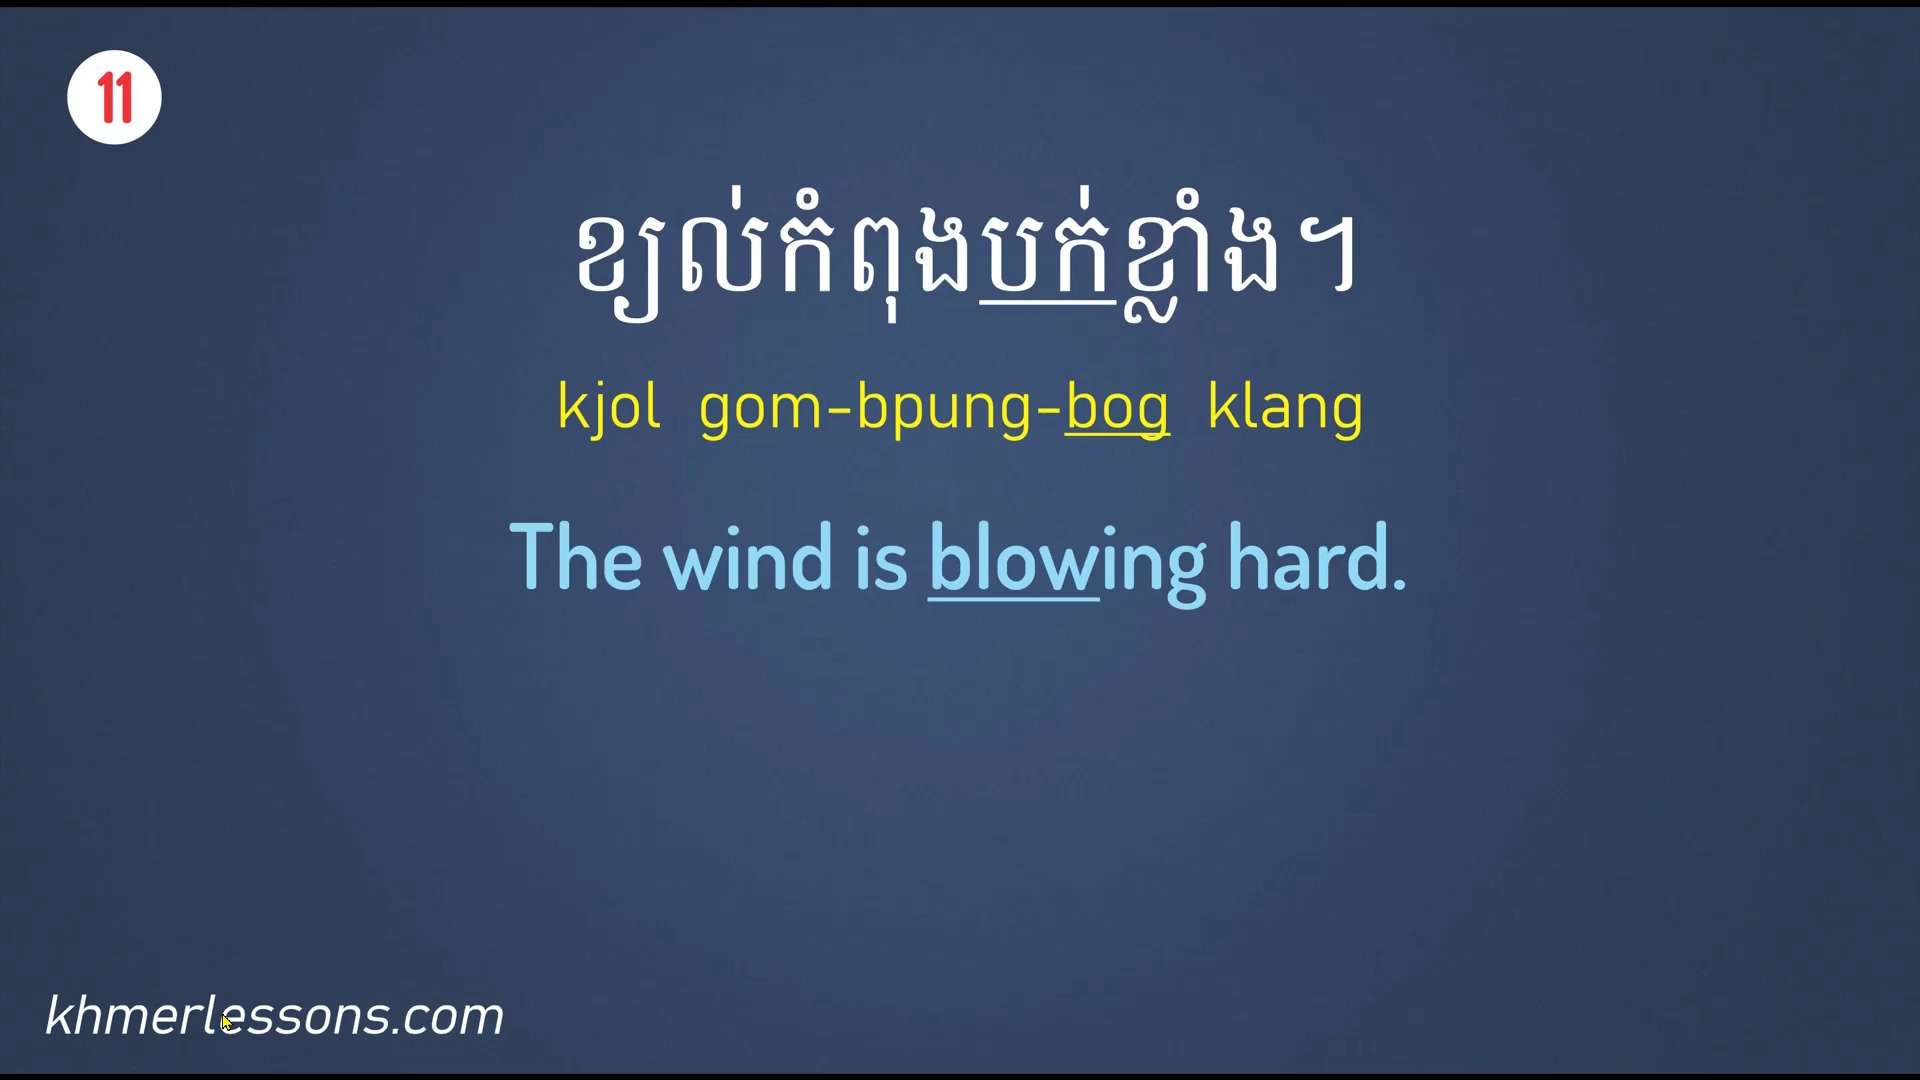 11
ខ្យល់កំពុងបក់ខ្លាំង។
kjol gom-bpung-bog klang
The wind is blowing hard.
khmerlessons.com